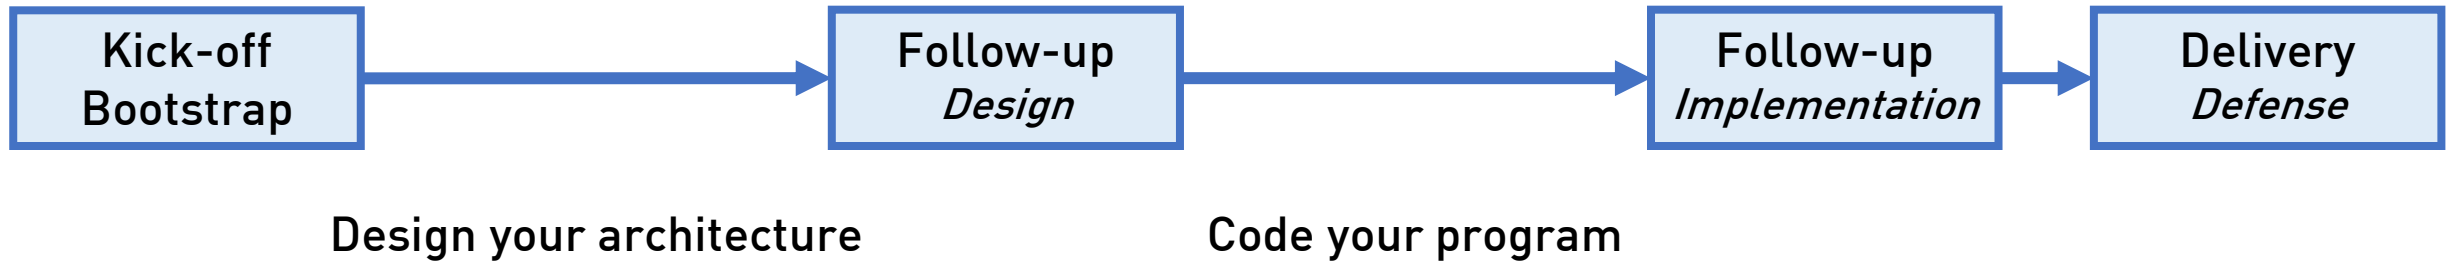 Kick-off
Bootstrap
Follow-up
Design
Follow-up
Implementation
Delivery
Defense
Design your architecture
Code your program